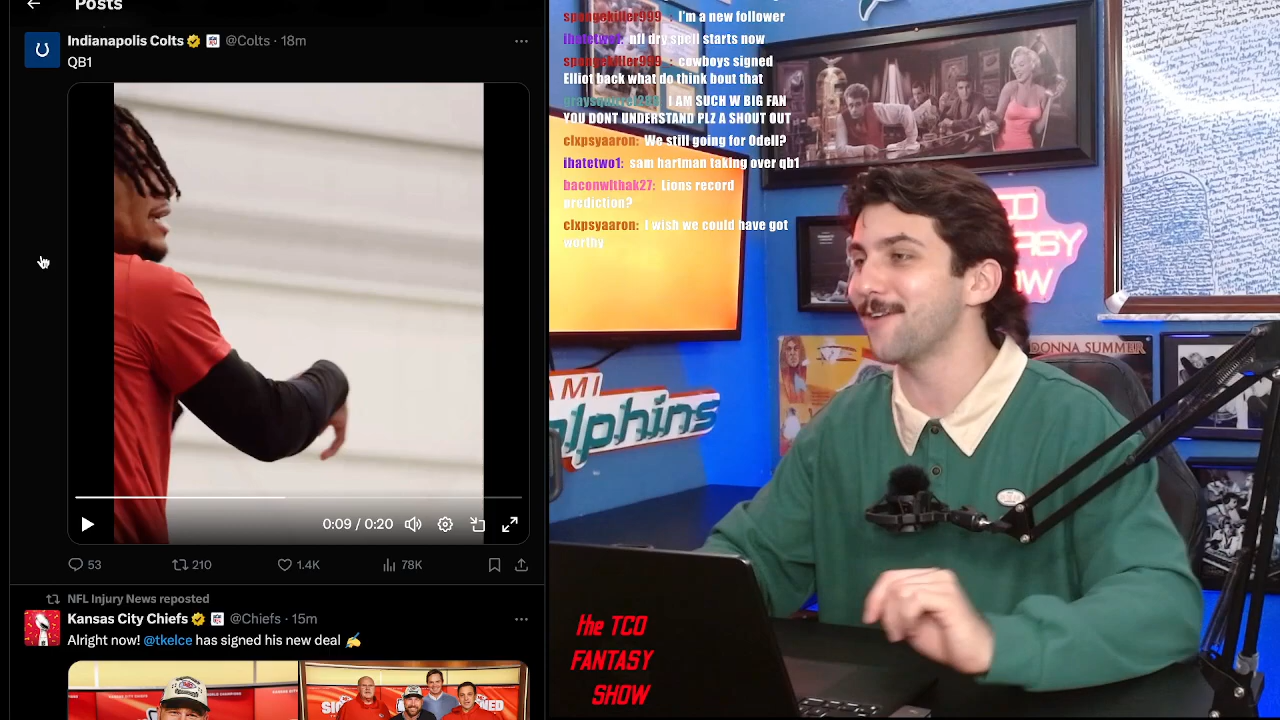 Posts
Indianapolis Colts @Colts · 18m
QB1
0:09 / 0:20
53 210 1.4K 78K
NFL Injury News reposted
Kansas City Chiefs @Chiefs · 15m
Alright now! @tkelce has signed his new deal ✍️
spongekiller999 : I'm a new follower
ihatetwo1: nfl dry spell starts now
spongekiller999 : cowboys signed
Elliot back what do think bout that
I AM SUCH W BIG FAN
YOU DONT UNDERSTAND PLZ A SHOUT OUT
clxpsyaaron: We still going for Odell?
ihatetwo1: sam hartman taking over qb1
baconwithak27: Lions record
prediction?
clxpsyaaron: I wish we could have got
worthy
DONNA SUMMER
the TCO
FANTASY
SHOW